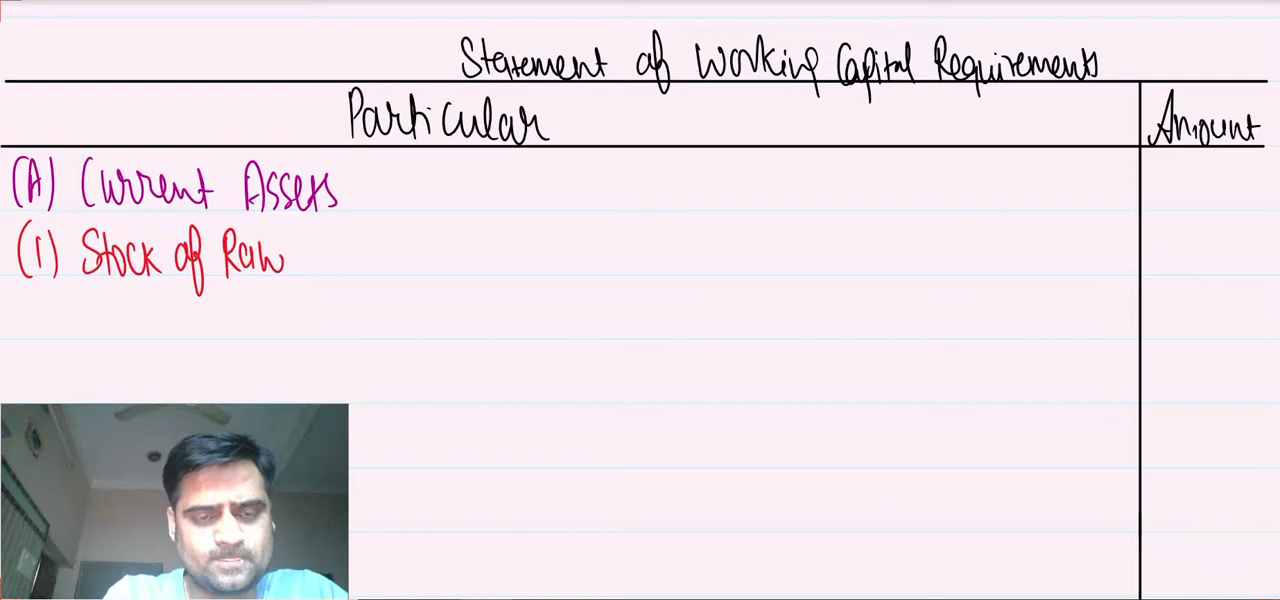 Statement of Working Capital Requirements
Particular Amount
(A) Current Assets
(1) Stock of Raw